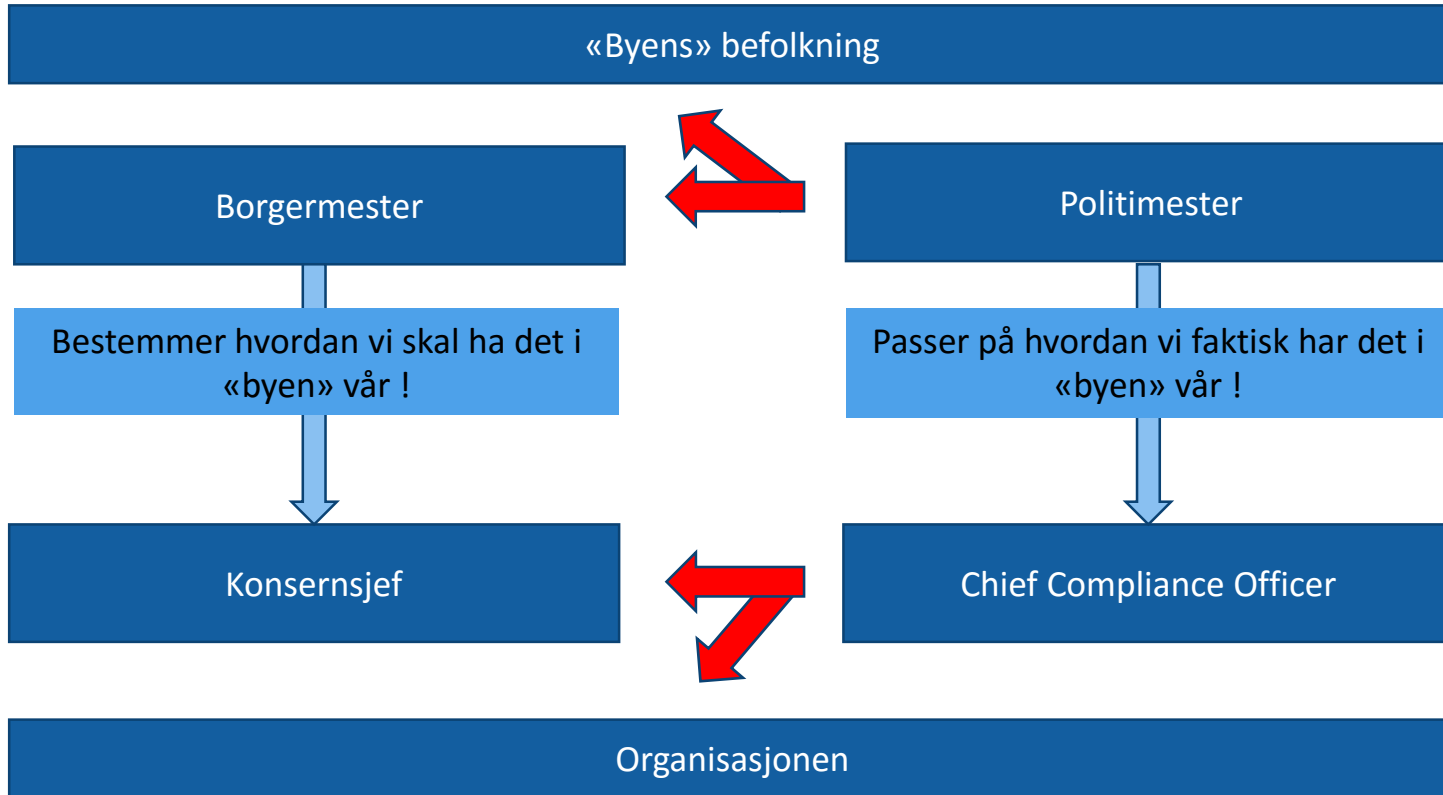 «Byens» befolkning
Borgermester
Politimester
Bestemmer hvordan vi skal ha det i
«byen» vår !
Passer på hvordan vi faktisk har det i
«byen» vår !
Konsernsjef
Chief Compliance Officer
Organisasjonen